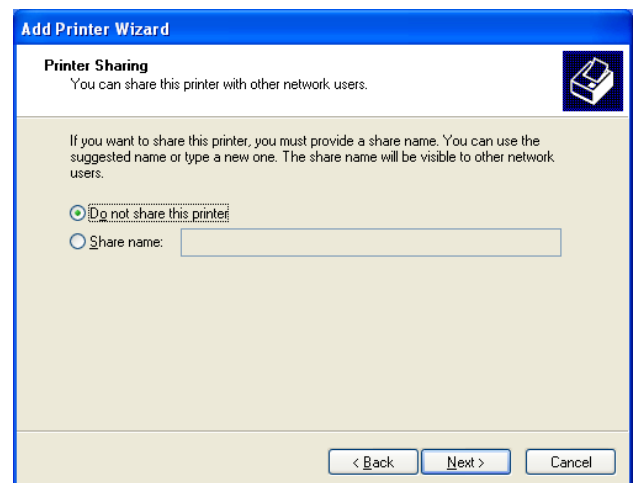 Add Printer Wizard
Printer Sharing
You can share this printer with other network users.
If you want to share this printer, you must provide a share name. You can use the
suggested name or type a new one. The share name will be visible to other network
users.
Do not share this printer
Share name:
< Back Next > Cancel